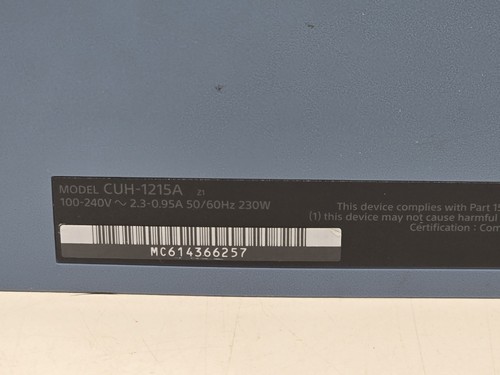 MODEL CUH-1215A Z1
100-240V ～ 2.3-0.95A 50/60Hz 230W
MC614366257
This device complies with Part 15
(1) this device may not cause harmful
Certification : Com